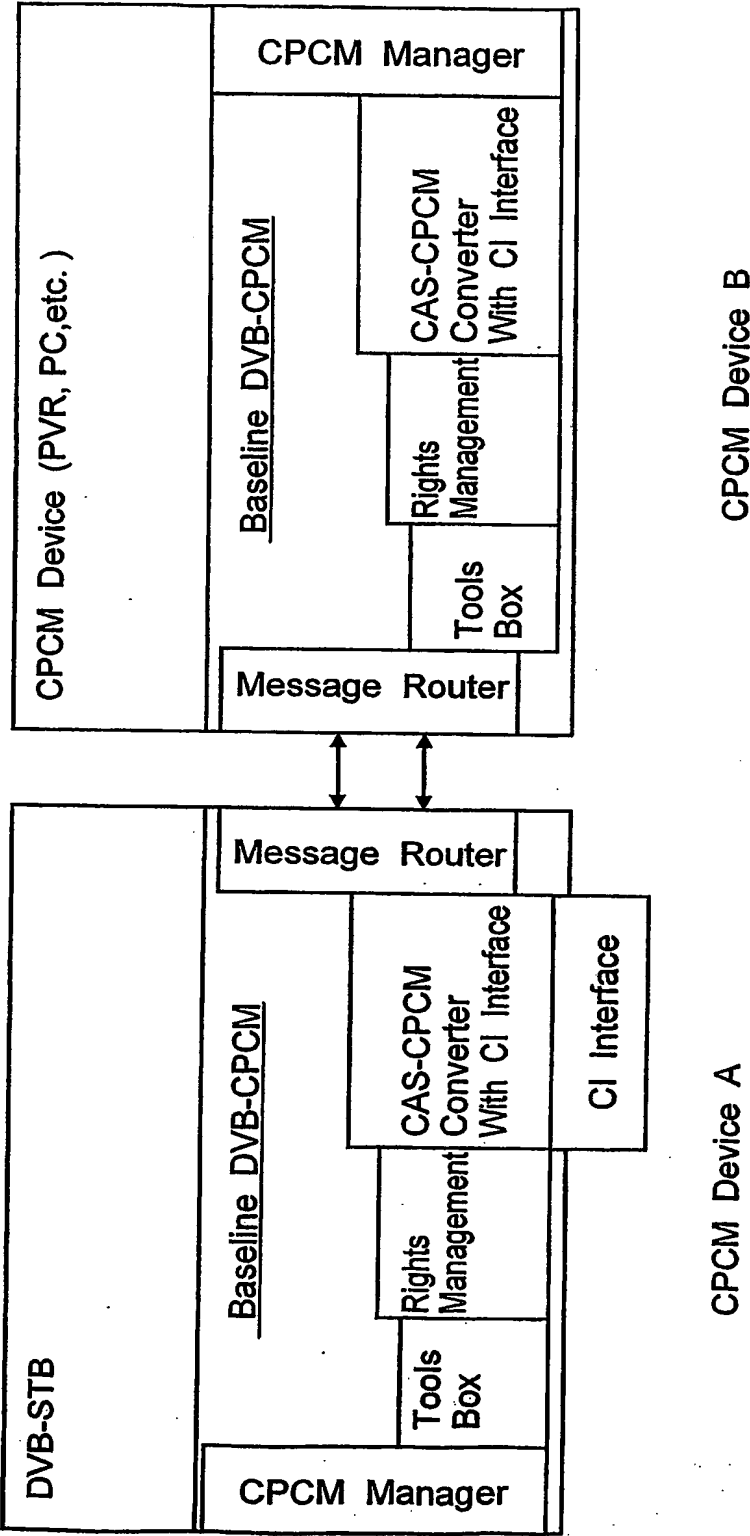 DVB-STB
Baseline DVB-CPCM
CPCM Manager
Tools
Box
Rights
Management
CAS-CPCM
Converter
With CI Interface
Message Router
CI Interface
CPCM Device A
CPCM Device (PVR, PC,etc. )
Baseline DVB-CPCM
Message Router
Tools
Box
Rights
Management
CAS-CPCM
Converter
With CI Interface
CPCM Manager
CPCM Device B